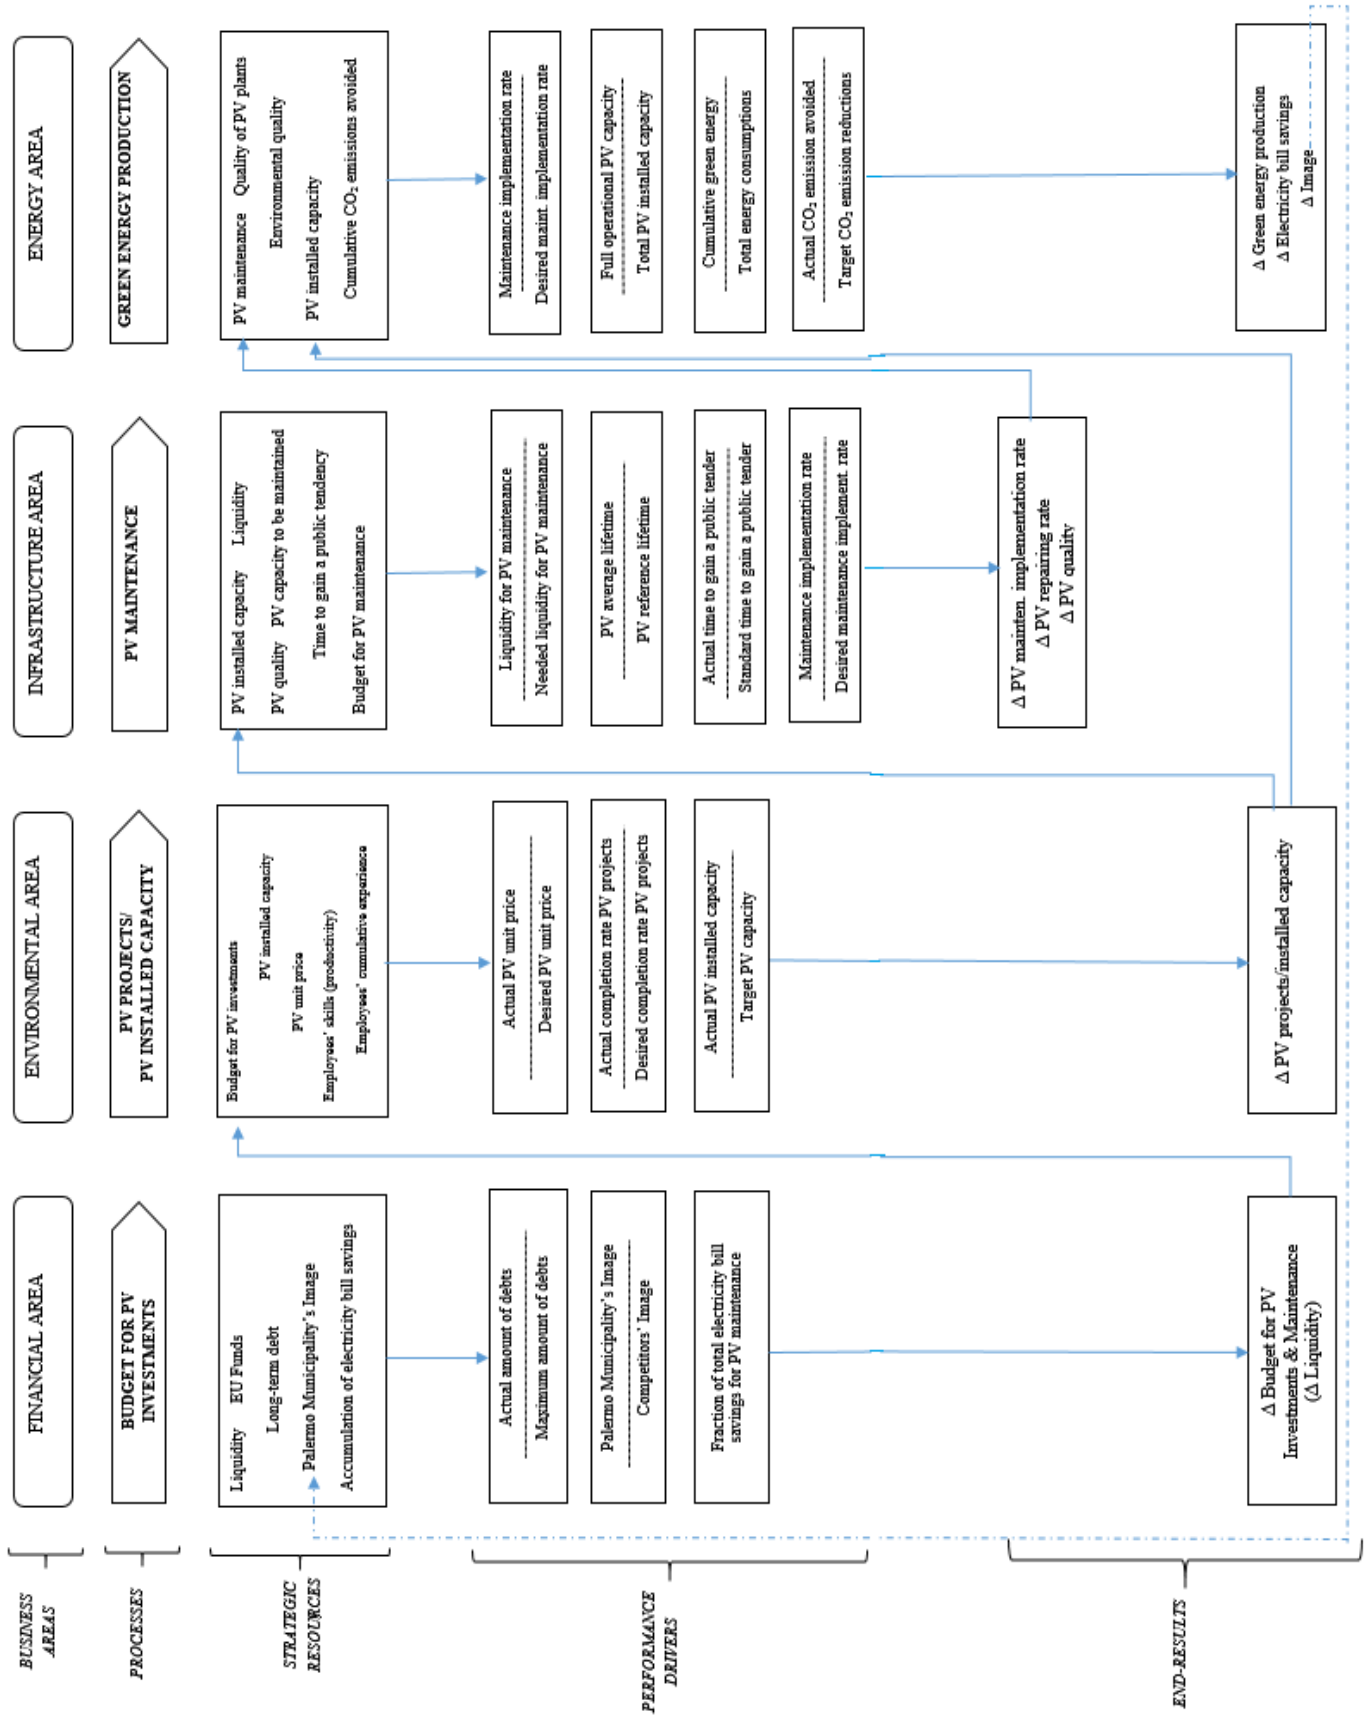 BUSINESS
AREAS
FINANCIAL AREA
ENVIRONMENTAL AREA
INFRASTRUCTURE AREA
ENERGY AREA
PROCESSES
BUDGET FOR PV
INVESTMENTS
PV PROJECTS/
PV INSTALLED CAPACITY
PV MAINTENANCE
GREEN ENERGY PRODUCTION
STRATEGIC
RESOURCES
Liquidity EU Funds
Long-term debt
Palermo Municipality's Image
Accumulation of electricity bill savings
Budget for PV investments
PV installed capacity
PV unit price
Employees' skills (productivity)
Employees' cumulative experience
PV installed capacity Liquidity
PV quality PV capacity to be maintained
Time to gain a public tendency
Budget for PV maintenance
PV maintenance Quality of PV plants
Environmental quality
PV installed capacity
Cumulative CO₂ emissions avoided
PERFORMANCE
DRIVERS
Actual amount of debts
Maximum amount of debts
Palermo Municipality's Image
Competitors' Image
Fraction of total electricity bill
savings for PV maintenance
Actual PV unit price
Desired PV unit price
Actual completion rate PV projects
Desired completion rate PV projects
Actual PV installed capacity
Target PV capacity
Liquidity for PV maintenance
Needed liquidity for PV maintenance
PV average lifetime
PV reference lifetime
Actual time to gain a public tender
Standard time to gain a public tender
Maintenance implementation rate
Desired maintenance implement. rate
Maintenance implementation rate
Desired maint. implementation rate
Full operational PV capacity
Total PV installed capacity
Cumulative green energy
Total energy consumptions
Actual CO₂ emission avoided
Target CO₂ emission reductions
END-RESULTS
Δ Budget for PV
Investments & Maintenance
(Δ Liquidity)
Δ PV projects/installed capacity
Δ PV mainten. implementation rate
Δ PV repairing rate
Δ PV quality
Δ Green energy production
Δ Electricity bill savings
Δ Image